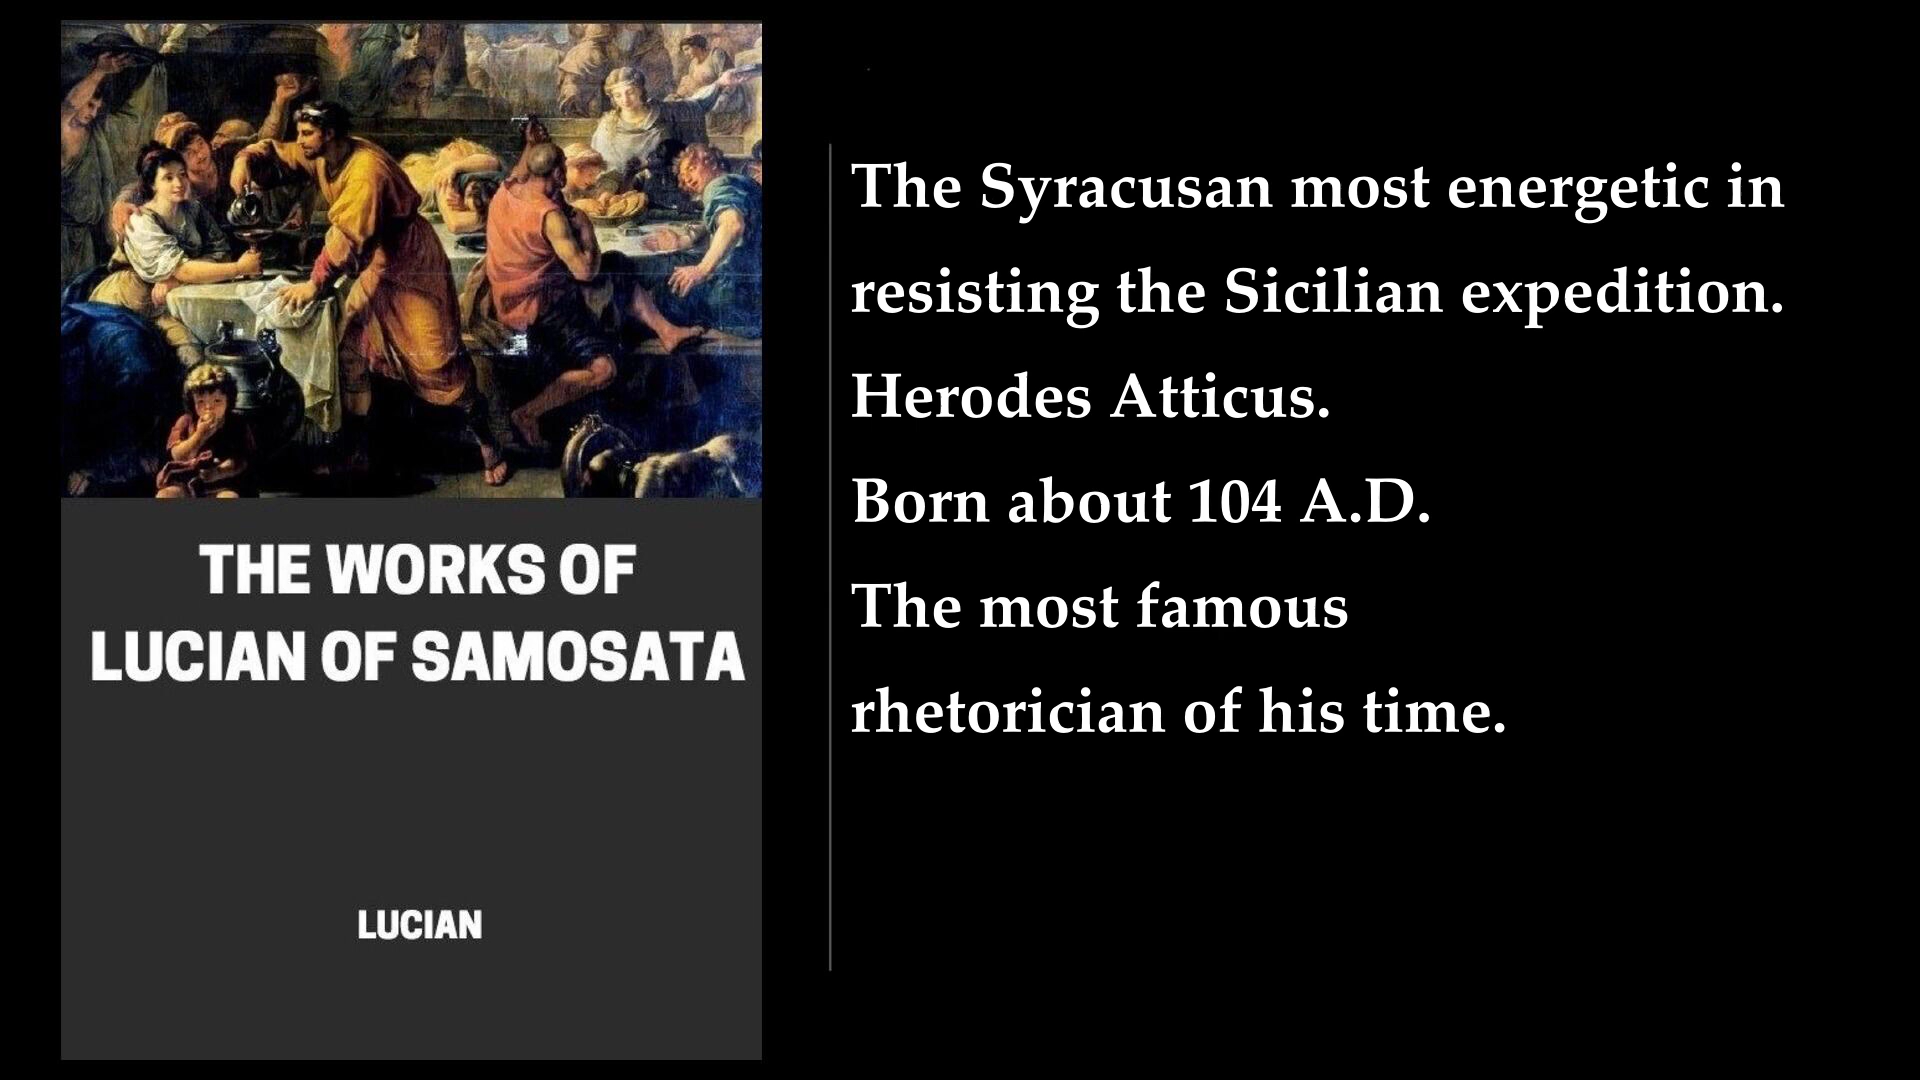 THE WORKS OF
LUCIAN OF SAMOSATA
LUCIAN
The Syracusan most energetic in
resisting the Sicilian expedition.
Herodes Atticus.
Born about 104 A.D.
The most famous
rhetorician of his time.